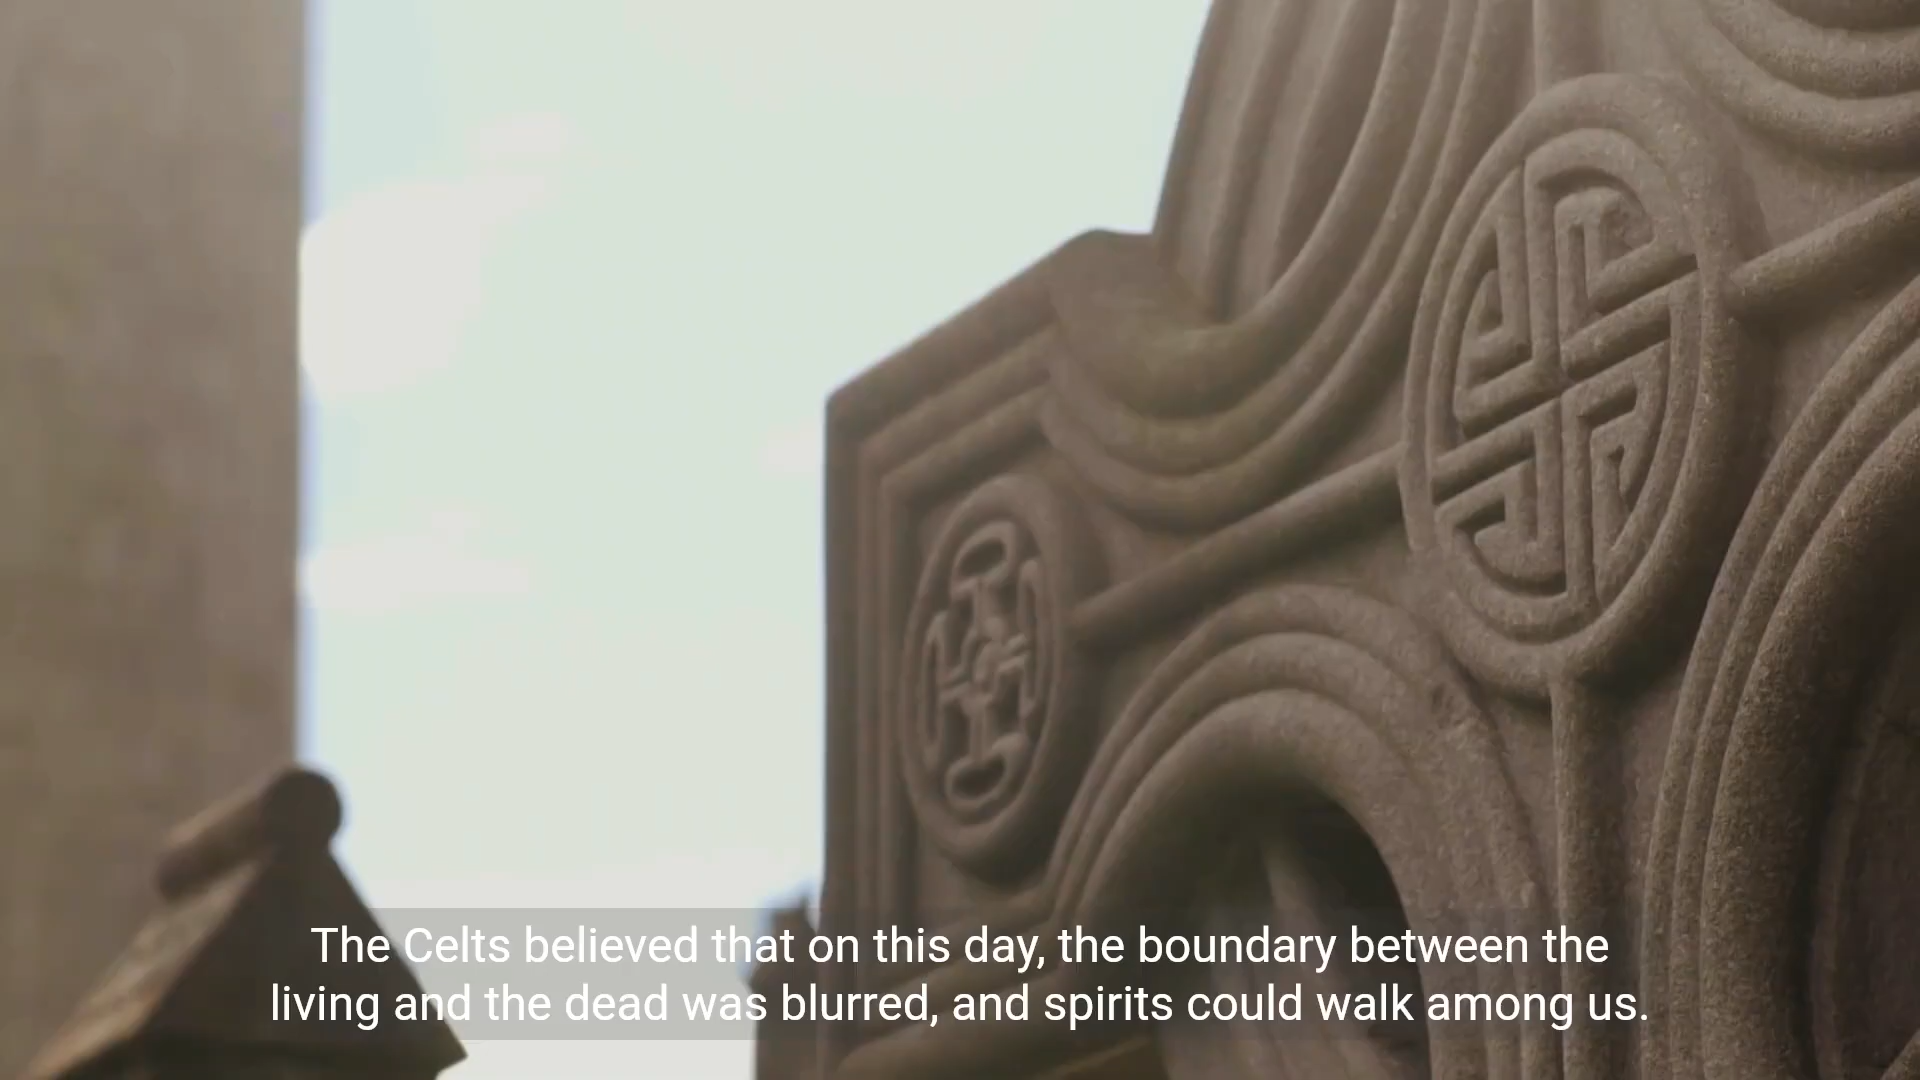 The Celts believed that on this day, the boundary between the
living and the dead was blurred, and spirits could walk among us.